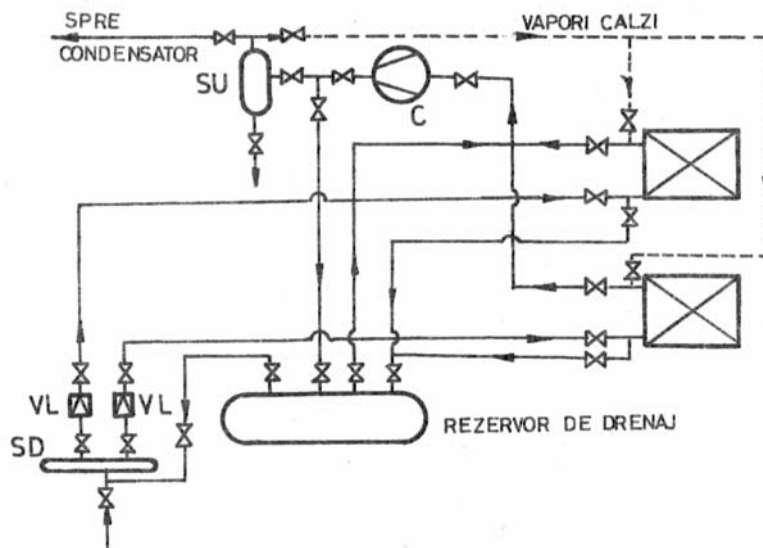 SPRE
CONDENSATOR
VAPORI CALZI
SU
C
VL
VL
SD
REZERVOR DE DRENAJ